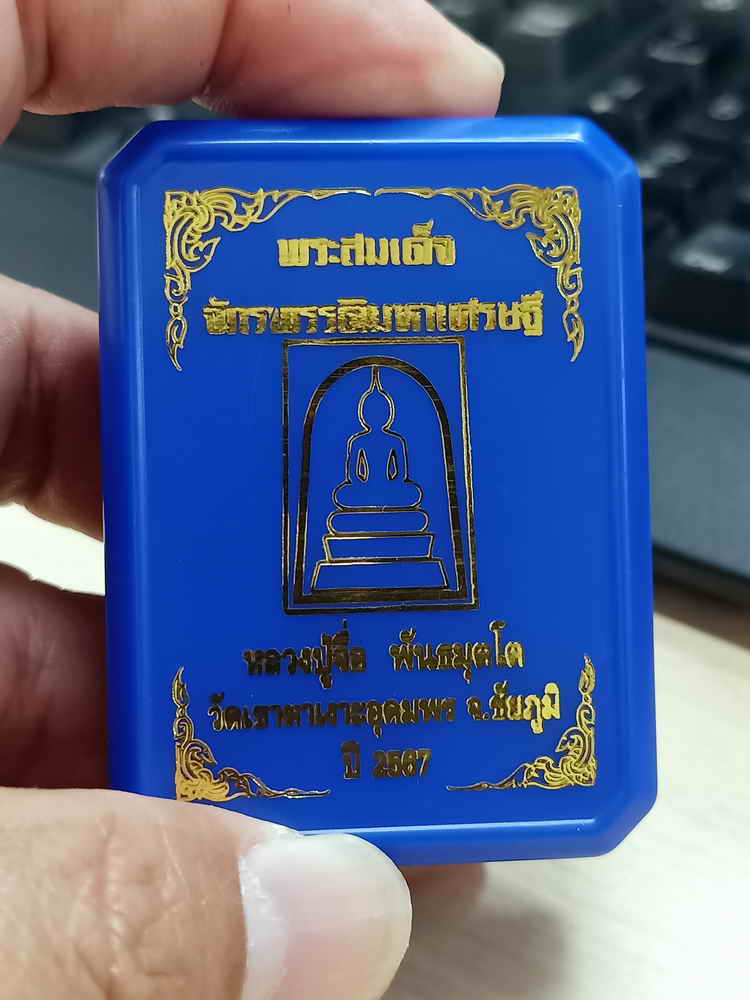 พระสมเด็จ
จักรพรรดิมหาเศรษฐี
หลวงปู่จื่อ พันธมุตโต
วัดเขาตาเงาะอุดมพร จ.ชัยภูมิ
ปี 2567